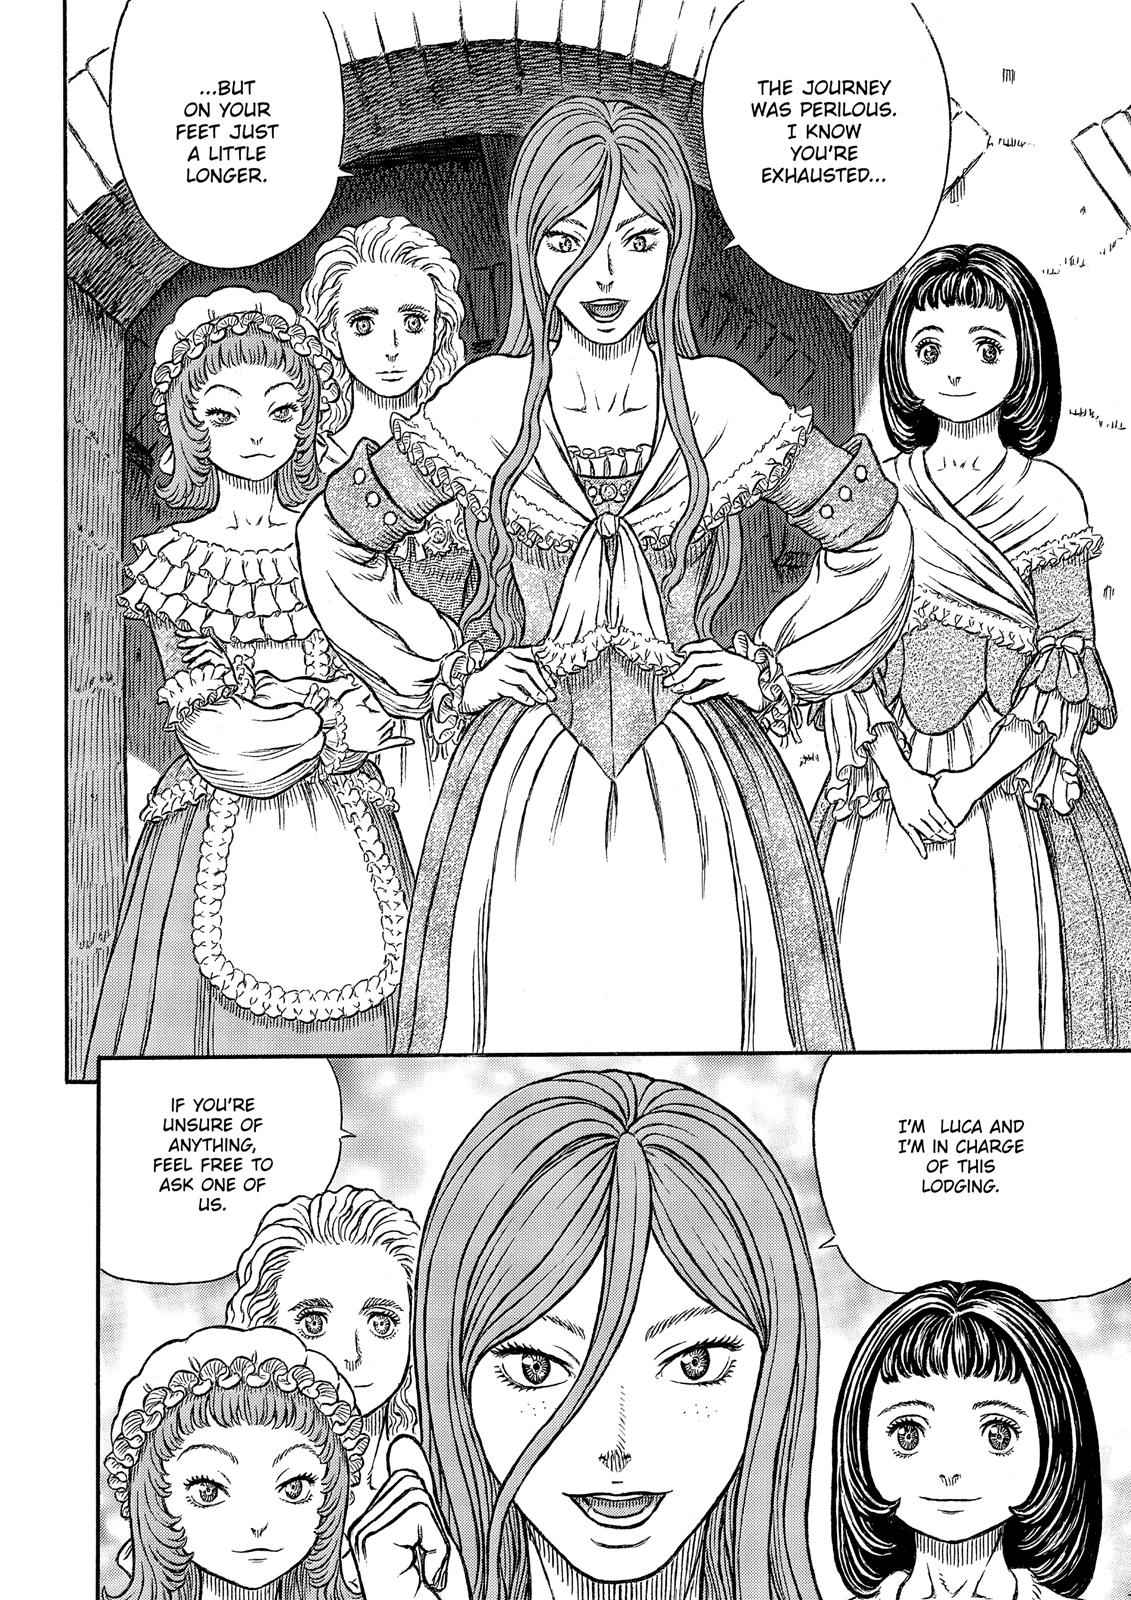 THE JOURNEY
WAS PERILOUS.
I KNOW
YOU'RE
EXHAUSTED...
...BUT
ON YOUR
FEET JUST
A LITTLE
LONGER.
I'M LUCA AND
I'M IN CHARGE
OF THIS
LODGING.
IF YOU'RE
UNSURE OF
ANYTHING,
FEEL FREE TO
ASK ONE OF
US.